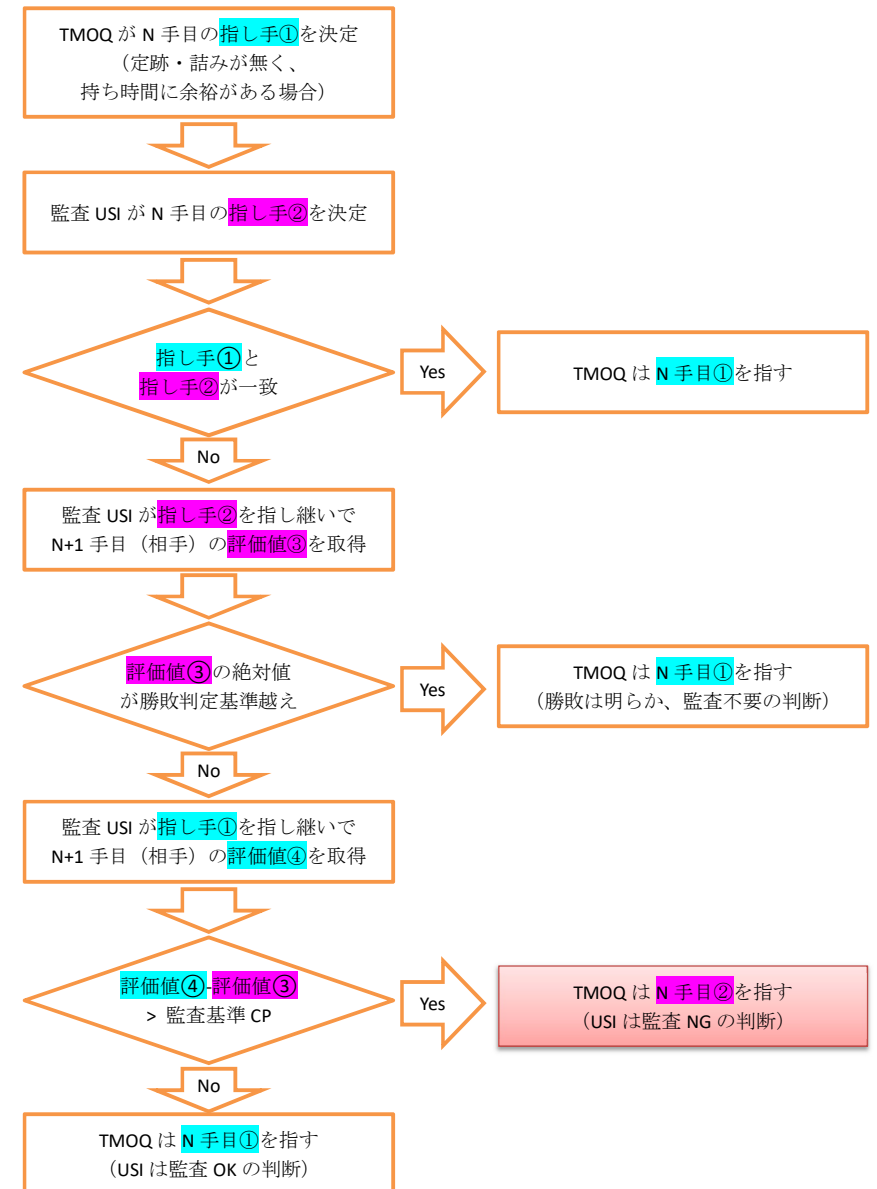 TMOQ が N 手目の指し手①を決定
（定跡・詰みが無く、
持ち時間に余裕がある場合）
監査 USI が N 手目の指し手②を決定
指し手①と
指し手②が一致
Yes
TMOQ は N 手目①を指す
No
監査 USI が指し手②を指し継いで
N+1 手目（相手）の評価値③を取得
評価値③の絶対値
が勝敗判定基準越え
Yes
TMOQ は N 手目①を指す
（勝敗は明らか、監査不要の判断）
No
監査 USI が指し手①を指し継いで
N+1 手目（相手）の評価値④を取得
評価値④-評価値③
> 監査基準 CP
Yes
TMOQ は N 手目②を指す
（USI は監査 NG の判断）
No
TMOQ は N 手目①を指す
（USI は監査 OK の判断）